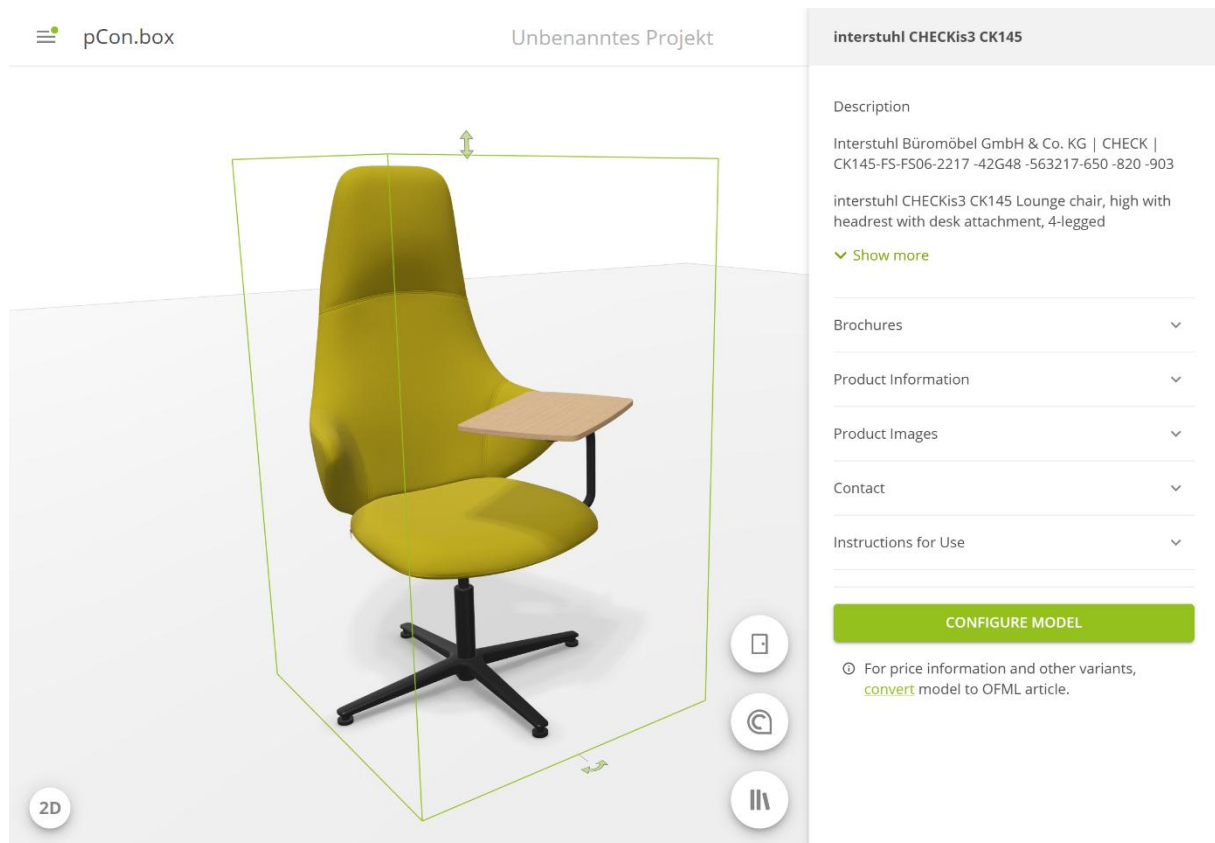 pCon.box
Unbenanntes Projekt
interstuhl CHECKis3 CK145
Description
Interstuhl Büromöbel GmbH & Co. KG | CHECK |
CK145-FS-FS06-2217 -42G48 -563217-650 -820 -903
interstuhl CHECKis3 CK145 Lounge chair, high with
headrest with desk attachment, 4-legged
Show more
Brochures
Product Information
Product Images
Contact
Instructions for Use
CONFIGURE MODEL
For price information and other variants,
convert model to OFML article.
2D